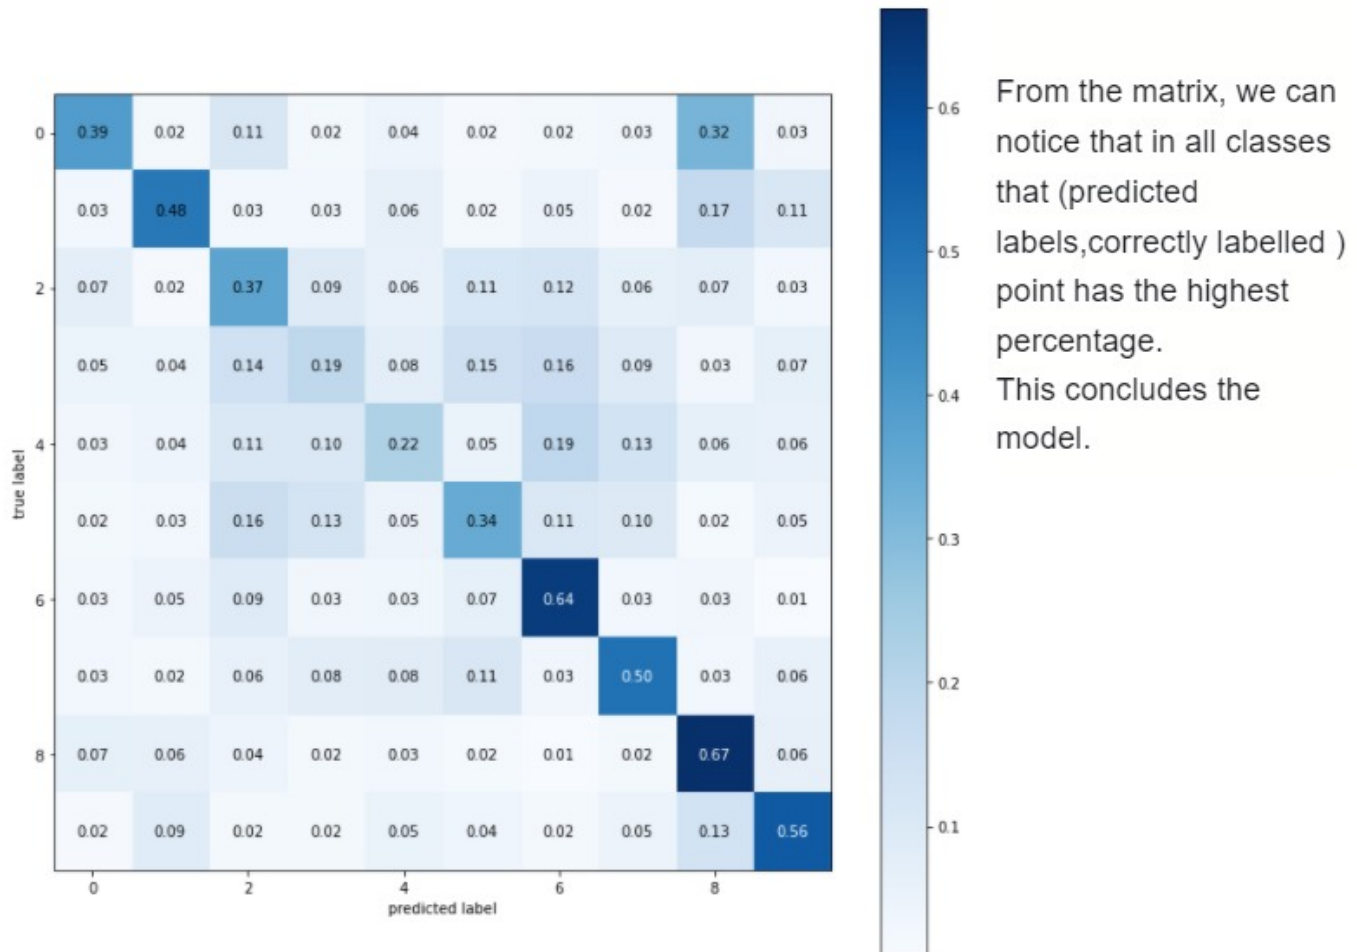 0.6
From the matrix, we can
0 0.39 0.02 0.11 0.02 0.04 0.02 0.02 0.03 0.32 0.03
notice that in all classes
that (predicted
0.03 0.48 0.03 0.03 0.06 0.02 0.05 0.02 0.17 0.11
labels,correctly labelled )
0.5
2 0.07 0.02 0.37 0.09 0.06 0.11 0.12 0.06 0.07 0.03
point has the highest
percentage.
0.05 0.04 0.14 0.19 0.08 0.15 0.16 0.09 0.03 0.07
This concludes the
0.4
model.
4 0.03 0.04 0.11 0.10 0.22 0.05 0.19 0.13 0.06 0.06
true label
0.02 0.03 0.16 0.13 0.05 0.34 0.11 0.10 0.02 0.05
0.3
6 0.03 0.05 0.09 0.03 0.03 0.07 0.64 0.03 0.03 0.01
0.03 0.02 0.06 0.08 0.08 0.11 0.03 0.50 0.03 0.06
0.2
8 0.07 0.06 0.04 0.02 0.03 0.02 0.01 0.02 0.67 0.06
0.02 0.09 0.02 0.02 0.05 0.04 0.02 0.05 0.13 0.56
0.1
0 2 4 6 8
predicted label